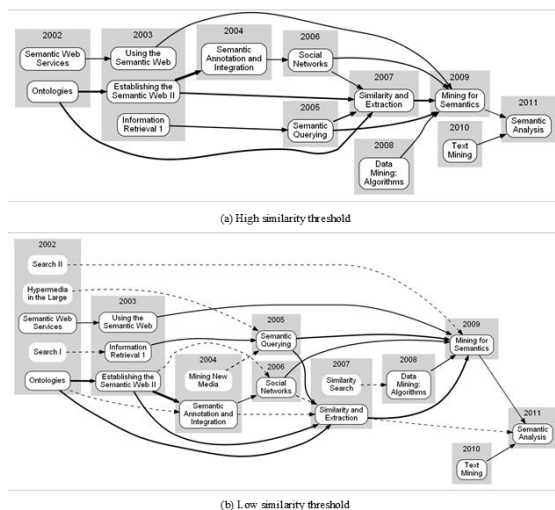 2002
2003
2004
2006
Semantic Web
Services
Using the
Semantic Web
Semantic
Annotation and
Integration
Social
Networks
2007
2009
Ontologies
Establishing the
Semantic Web II
Similarity and
Extraction
Mining for
Semantics
2011
2005
Information
Retrieval 1
Semantic
Querying
2008
2010
Semantic
Analysis
Data
Mining:
Algorithms
Text
Mining
(a) High similarity threshold
2002
Search II
Hypermedia
in the Large
2003
2005
2009
Semantic Web
Services
Using the
Semantic Web
Semantic
Querying
Mining for
Semantics
Search I
Information
Retrieval 1
2004
2006
2007
2008
Ontologies
Establishing the
Semantic Web II
Mining New
Media
Social
Networks
Similarity
Search
Data
Mining:
Algorithms
Semantic
Annotation and
Integration
Similarity and
Extraction
2011
Semantic
Analysis
2010
Text
Mining
(b) Low similarity threshold